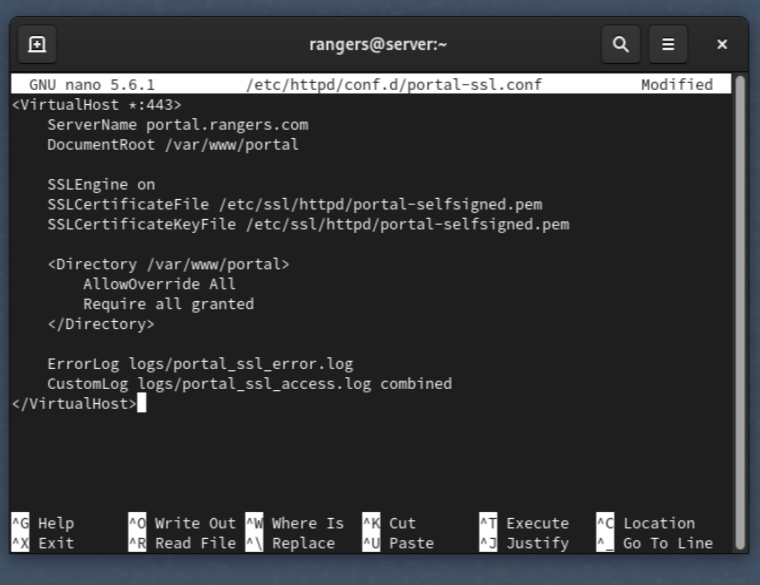 rangers@server:~
GNU nano 5.6.1 /etc/httpd/conf.d/portal-ssl.conf Modified
<VirtualHost *:443>
    ServerName portal.rangers.com
    DocumentRoot /var/www/portal

    SSLEngine on
    SSLCertificateFile /etc/ssl/httpd/portal-selfsigned.pem
    SSLCertificateKeyFile /etc/ssl/httpd/portal-selfsigned.pem

    <Directory /var/www/portal>
        AllowOverride All
        Require all granted
    </Directory>

    ErrorLog logs/portal_ssl_error.log
    CustomLog logs/portal_ssl_access.log combined
</VirtualHost>
^G Help ^O Write Out ^W Where Is ^K Cut ^T Execute ^C Location
^X Exit ^R Read File ^\ Replace ^U Paste ^J Justify ^_ Go To Line